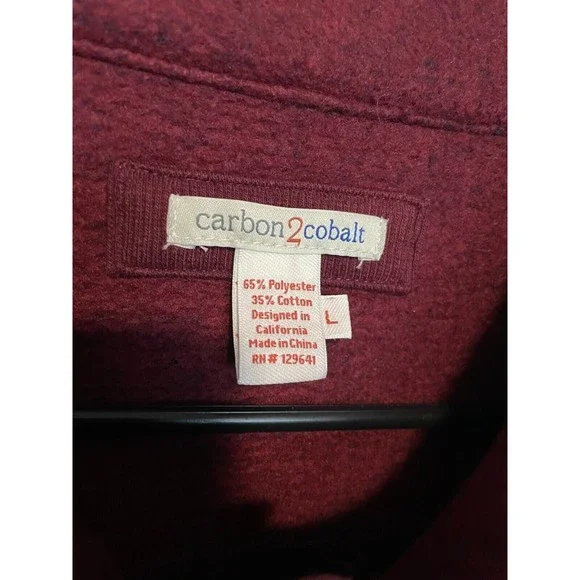 carbon2cobalt
65% Polyester
35% Cotton
Designed in
California
Made in China
RN# 129641
L